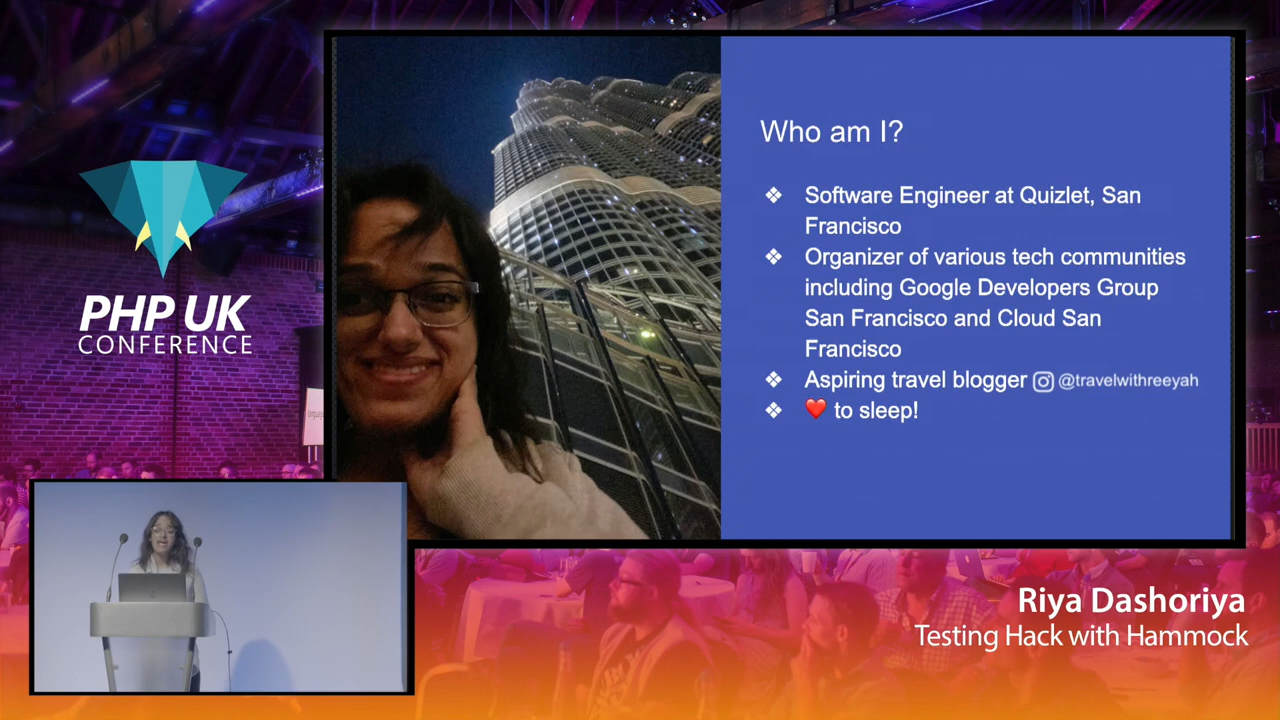 PHP UK
CONFERENCE
Who am I?
❖ Software Engineer at Quizlet, San
Francisco
❖ Organizer of various tech communities
including Google Developers Group
San Francisco and Cloud San
Francisco
❖ Aspiring travel blogger @travelwithreeyah
❖ ❤️ to sleep!
Riya Dashoriya
Testing Hack with Hammock